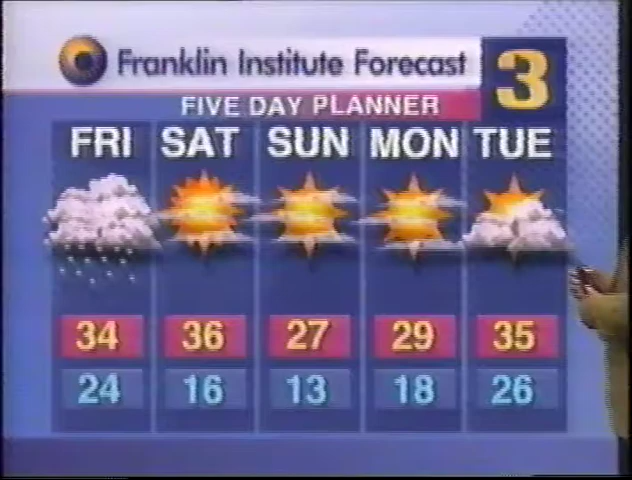 Franklin Institute Forecast
3
FIVE DAY PLANNER
FRI SAT SUN MON TUE
34 36 27 29 35
24 16 13 18 26